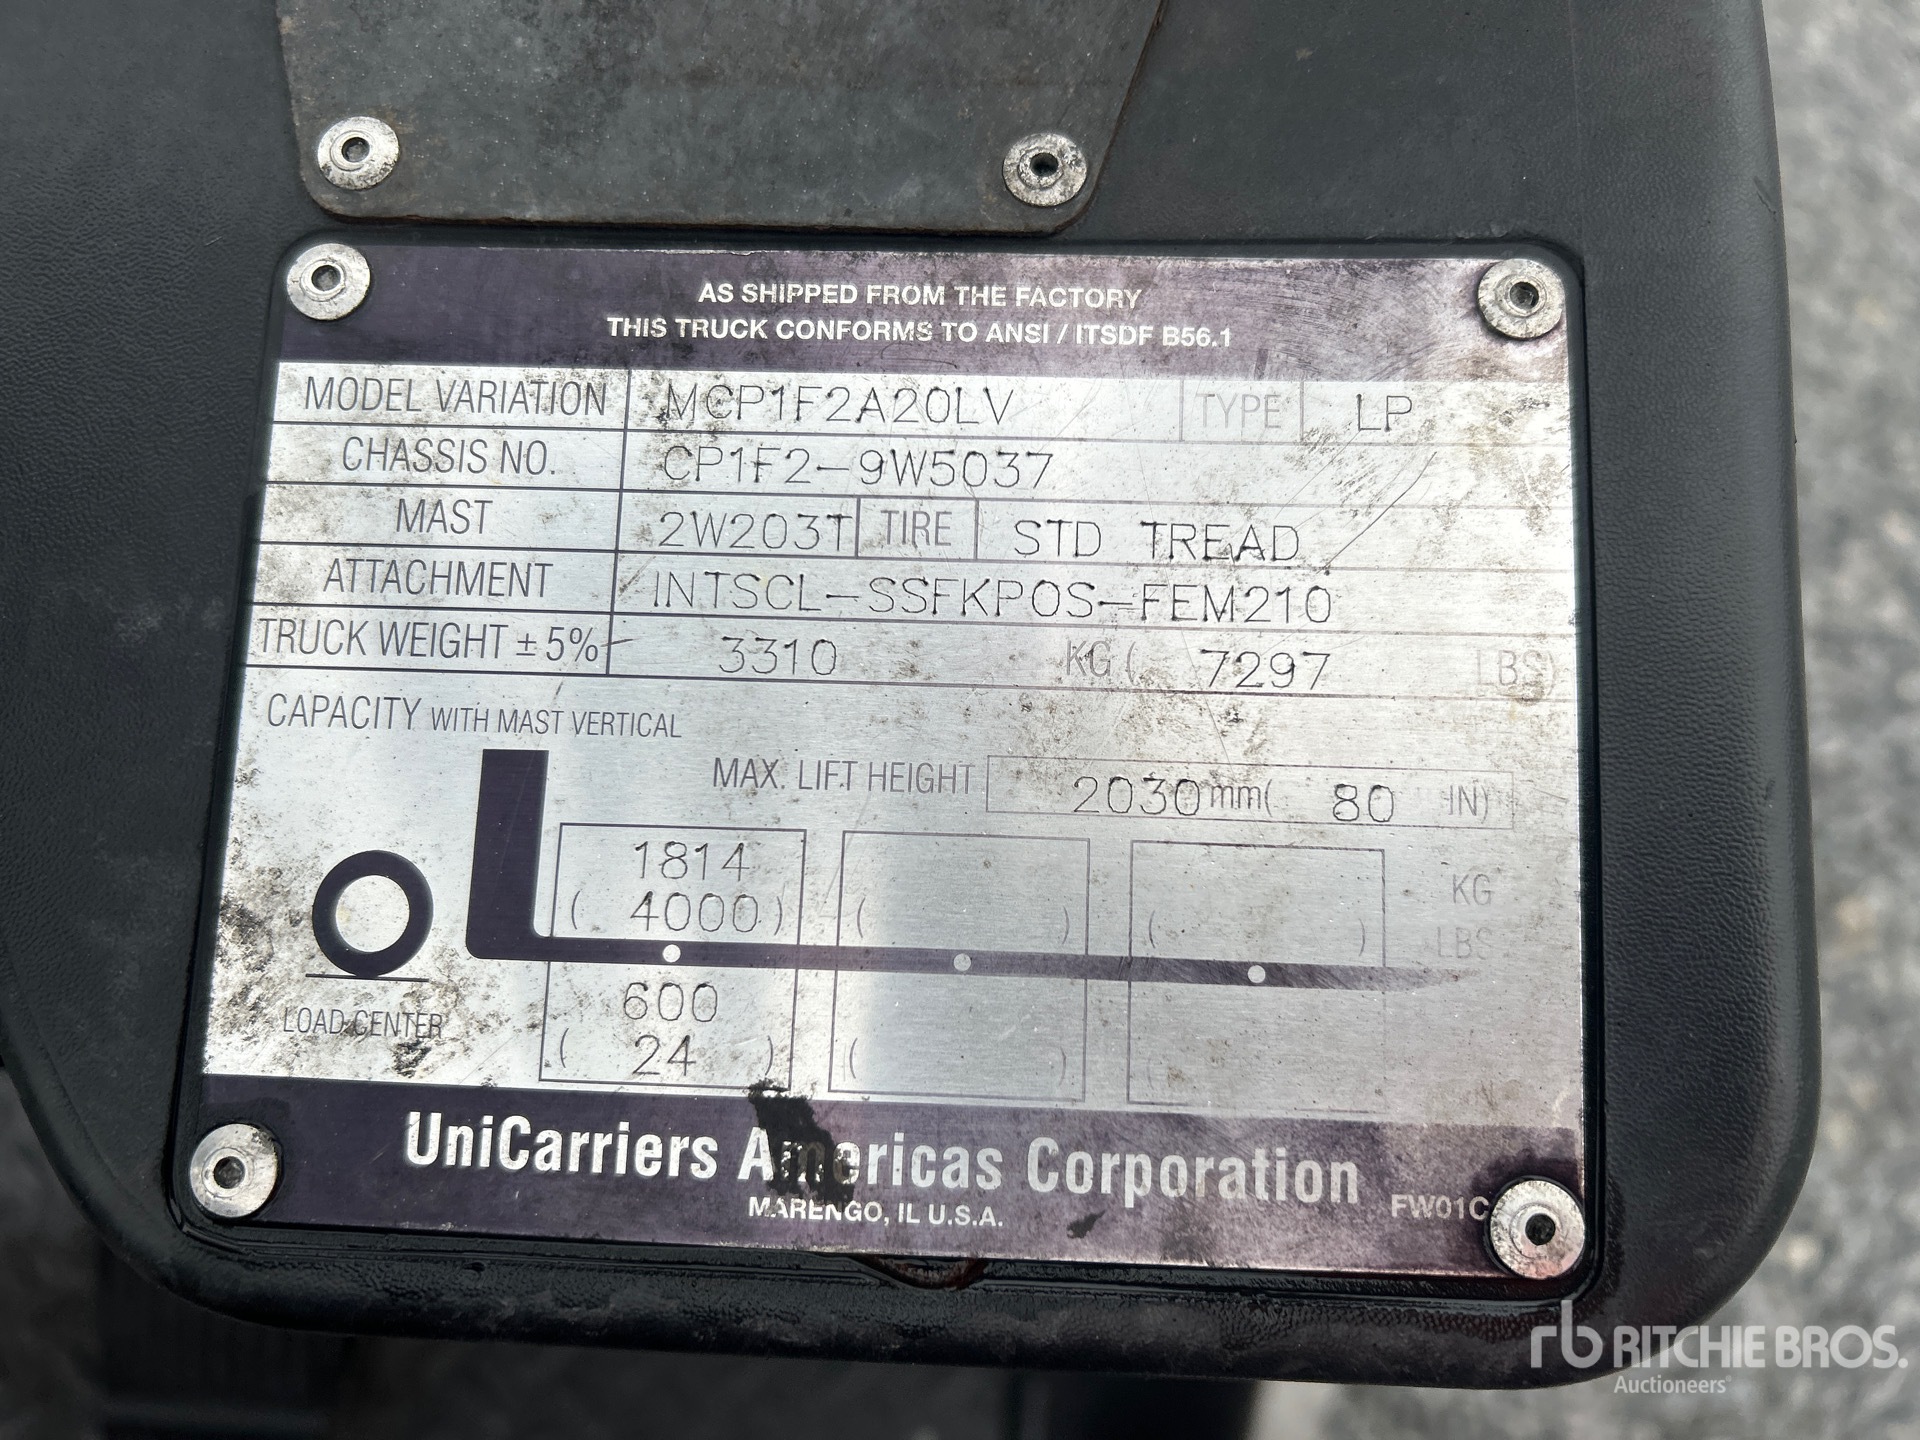 AS SHIPPED FROM THE FACTORY
THIS TRUCK CONFORMS TO ANSI / ITSDF B56.1
MODEL VARIATION MCP1F2A20LV TYPE LP
CHASSIS NO. CP1F2-9W5037
MAST 2W203T TIRE STD TREAD
ATTACHMENT INTSCL-SSFKPOS-FEM210
TRUCK WEIGHT ± 5% 3310 KG ( 7297 LBS)
CAPACITY WITH MAST VERTICAL
MAX. LIFT HEIGHT 2030 mm( 80 IN)
1814 KG
( 4000 ) ( ) ( ) LBS
600
LOAD CENTER
( 24 ) ( ) (
UniCarriers Americas Corporation
MARENGO, IL U.S.A. FW01C
rb RITCHIE BROS.
Auctioneers